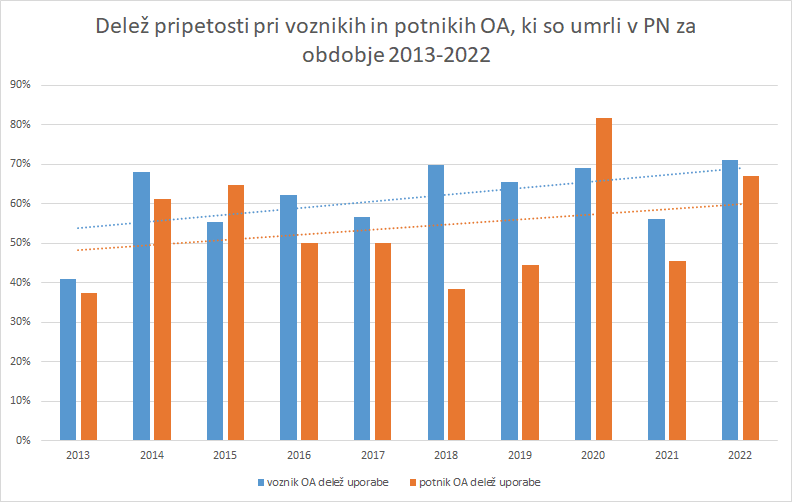 Delež pripetosti pri voznikih in potnikih OA, ki so umrli v PN za
obdobje 2013-2022
90%
80%
70%
60%
50%
40%
30%
20%
10%
0%
2013 2014 2015 2016 2017 2018 2019 2020 2021 2022
voznik OA delež uporabe potnik OA delež uporabe